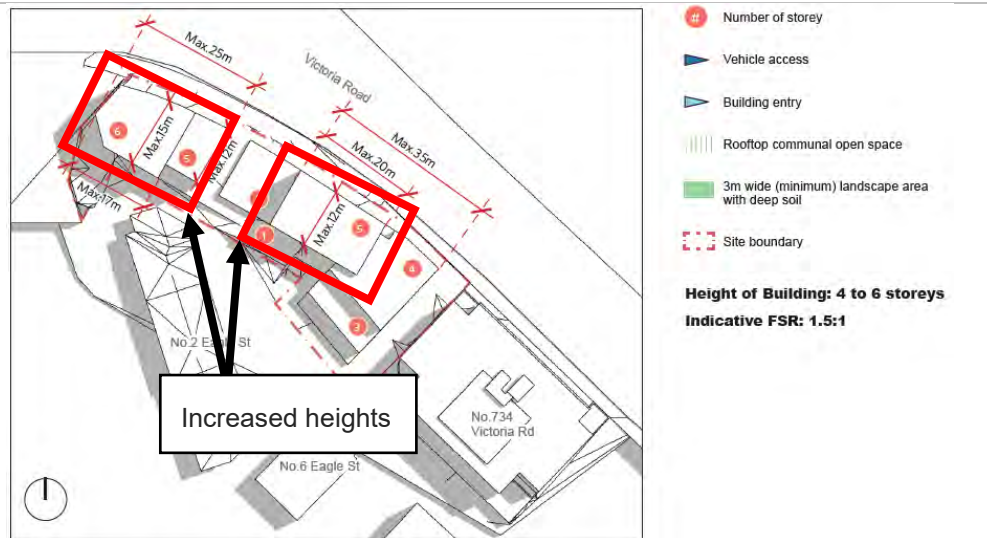 Max.25m
Victoria Road
Max.35m
Max.20m
6
Max.15m
5
Max.12m
Max.17m
1
Max.12m
5
4
3
No.2 Eagle St
Increased heights
No.734
Victoria Rd
No.6 Eagle St
# Number of storey
Vehicle access
Building entry
Rooftop communal open space
3m wide (minimum) landscape area
with deep soil
Site boundary
Height of Building: 4 to 6 storeys
Indicative FSR: 1.5:1